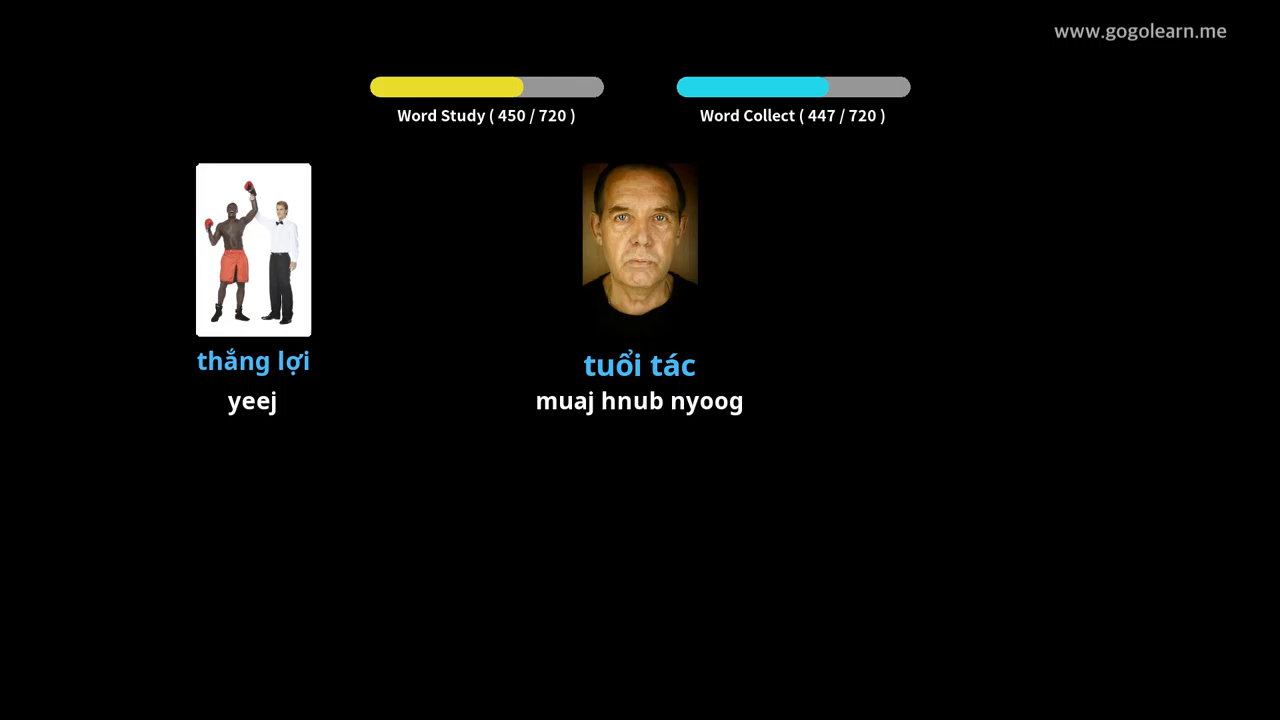 www.gogolearn.me
Word Study ( 450 / 720 )
Word Collect ( 447 / 720 )
thắng lợi
yeej
tuổi tác
muaj hnub nyoog